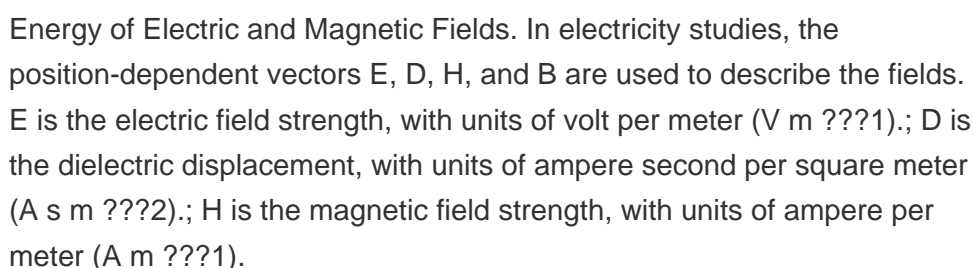 Energy of Electric and Magnetic Fields. In electricity studies, the
position-dependent vectors E, D, H, and B are used to describe the fields.
E is the electric field strength, with units of volt per meter (V m ???1).; D is
the dielectric displacement, with units of ampere second per square meter
(A s m ???2).; H is the magnetic field strength, with units of ampere per
meter (A m ???1).